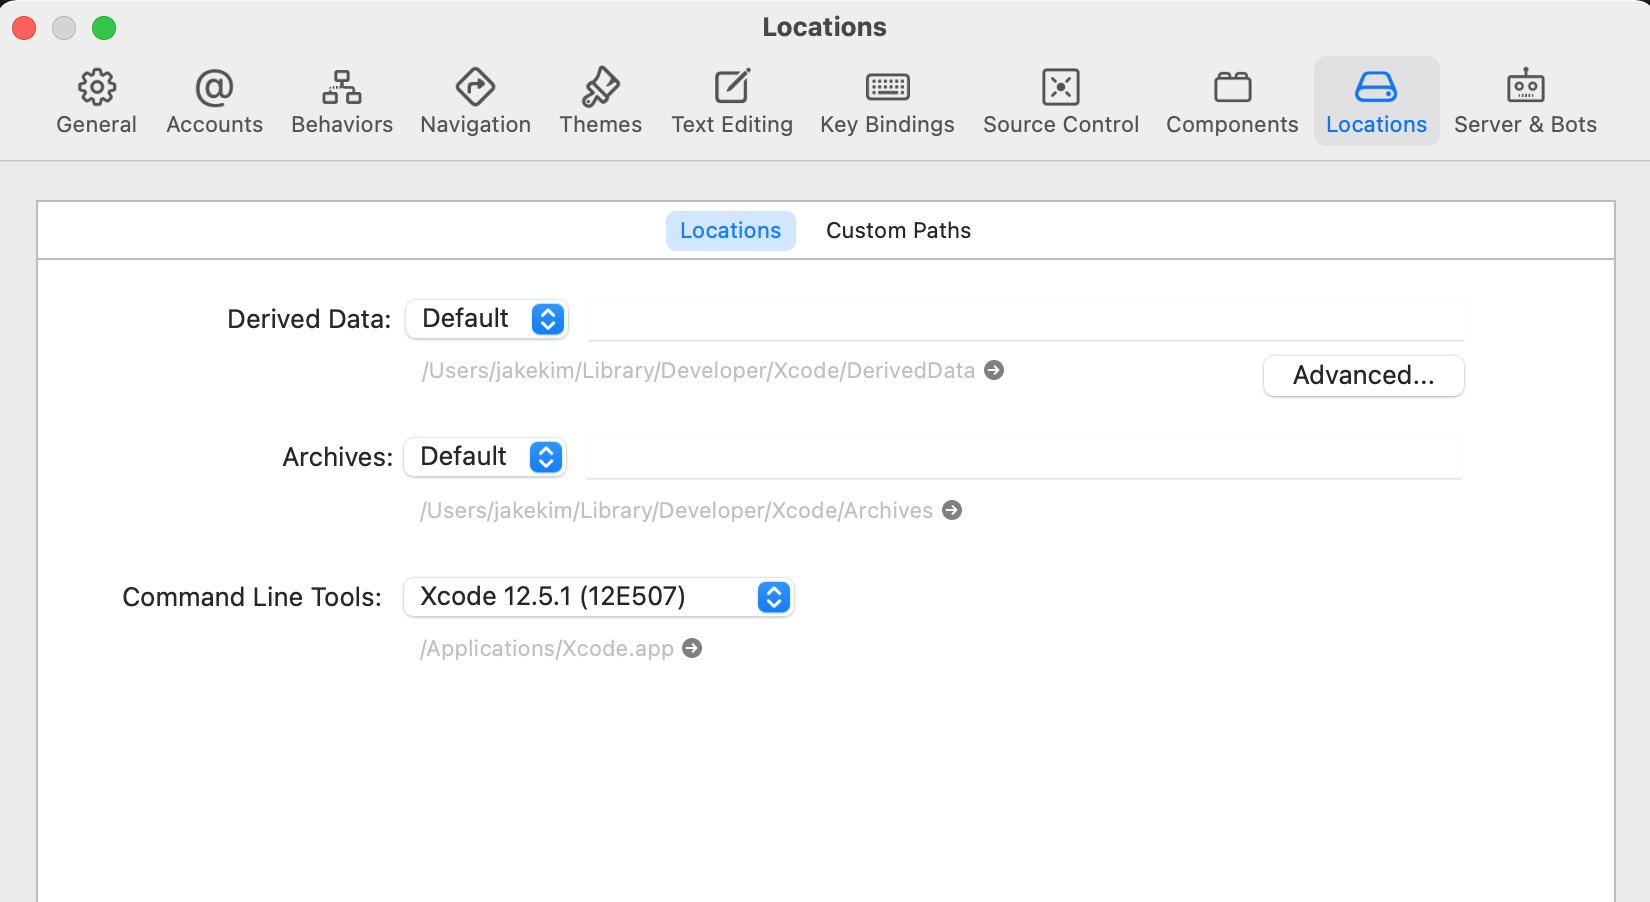 Locations
General Accounts Behaviors Navigation Themes Text Editing Key Bindings Source Control Components Locations Server & Bots
Locations Custom Paths
Derived Data: Default
/Users/jakekim/Library/Developer/Xcode/DerivedData
Advanced...
Archives: Default
/Users/jakekim/Library/Developer/Xcode/Archives
Command Line Tools: Xcode 12.5.1 (12E507)
/Applications/Xcode.app